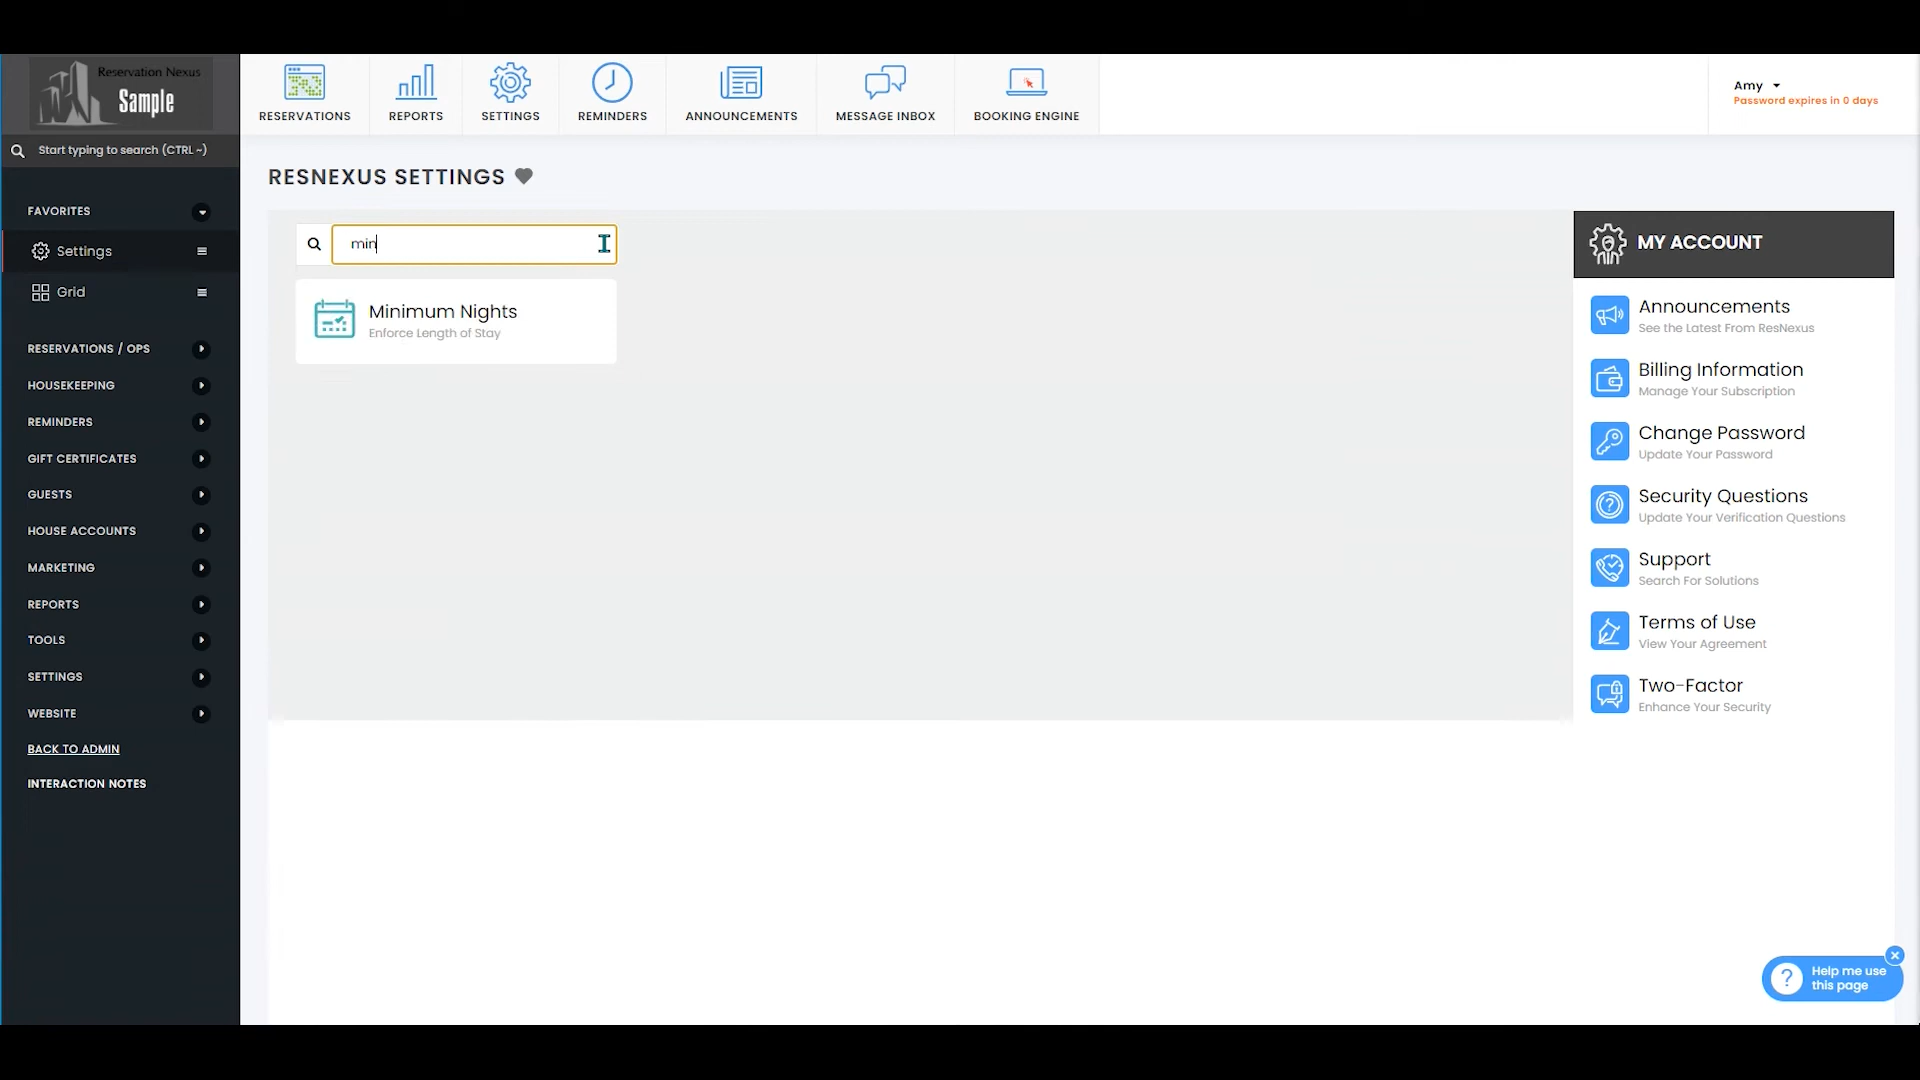 Reservation Nexus
Sample
Start typing to search (CTRL ~)
FAVORITES
Settings
Grid
RESERVATIONS / OPS
HOUSEKEEPING
REMINDERS
GIFT CERTIFICATES
GUESTS
HOUSE ACCOUNTS
MARKETING
REPORTS
TOOLS
SETTINGS
WEBSITE
BACK TO ADMIN
INTERACTION NOTES
RESERVATIONS
REPORTS
SETTINGS
REMINDERS
ANNOUNCEMENTS
MESSAGE INBOX
BOOKING ENGINE
Amy
Password expires in 0 days
RESNEXUS SETTINGS
min
Minimum Nights
Enforce Length of Stay
MY ACCOUNT
Announcements
See the Latest From ResNexus
Billing Information
Manage Your Subscription
Change Password
Update Your Password
Security Questions
Update Your Verification Questions
Support
Search For Solutions
Terms of Use
View Your Agreement
Two-Factor
Enhance Your Security
? Help me use
this page